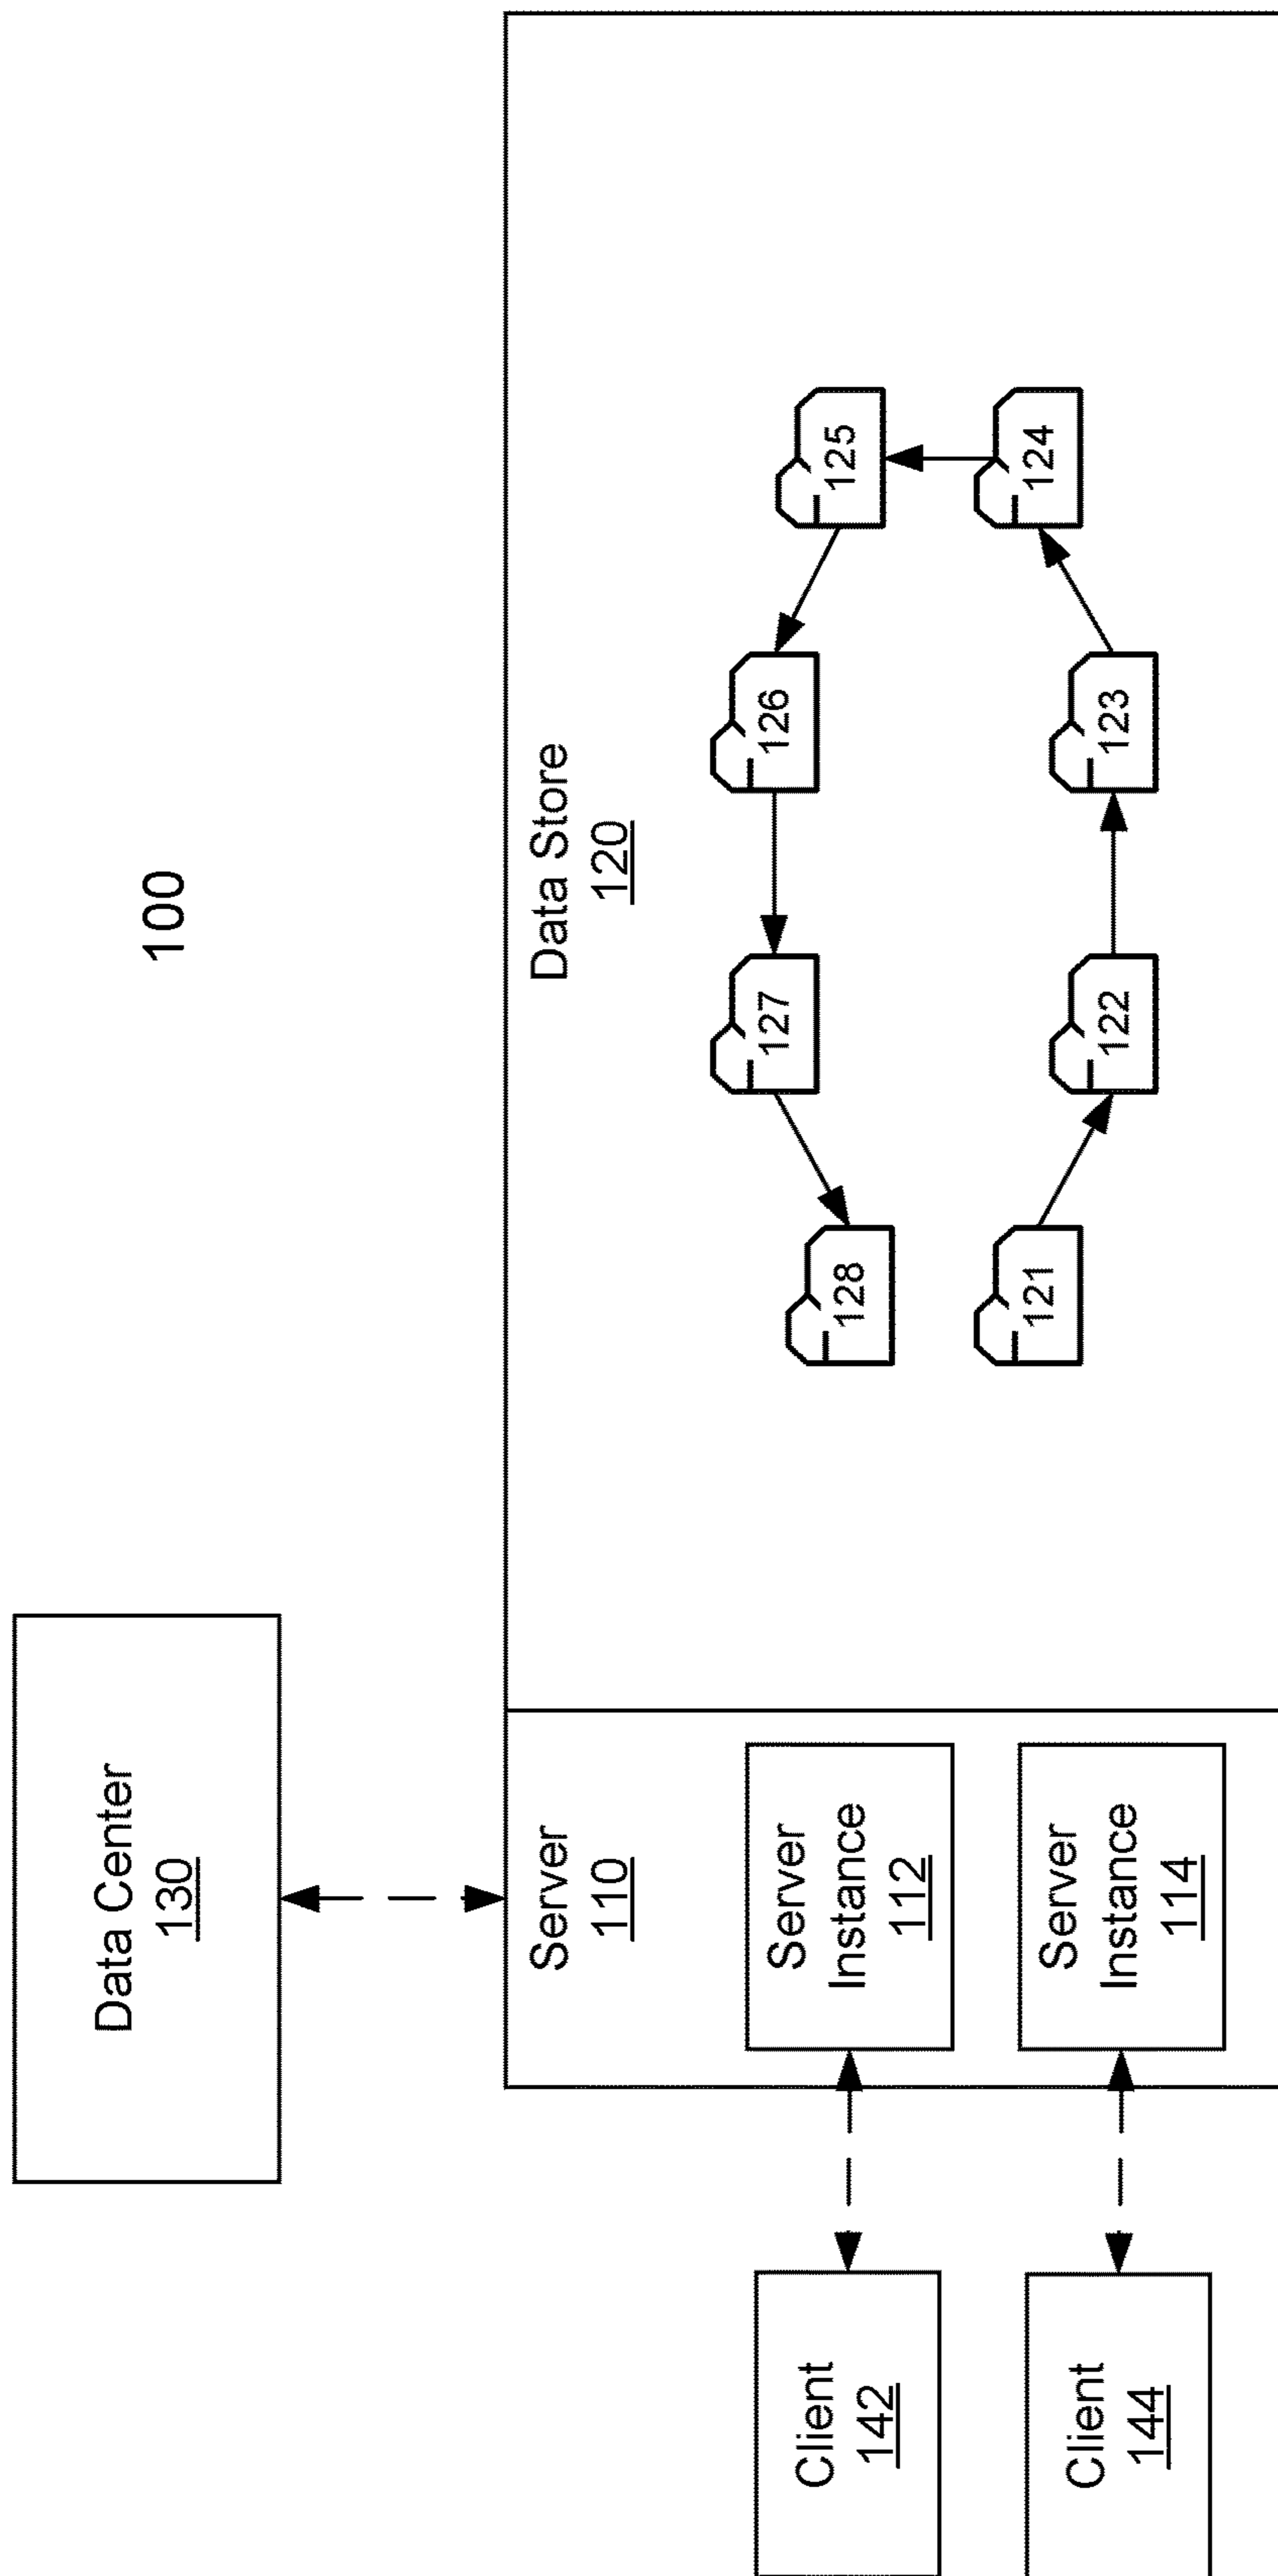 100
Data Center
130
Server
110
Data Store
120
Client
142
Server
Instance
112
127
126
128
125
121
124
122
123
Client
144
Server
Instance
114